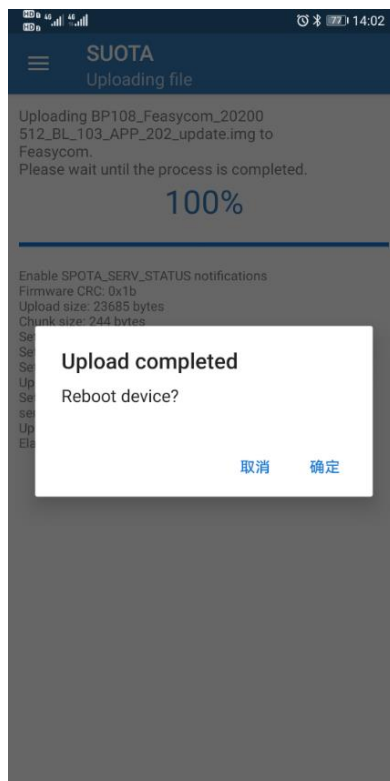 77 14:02
SUOTA
Uploading file
Uploading BP108_Feasycom_20200
512_BL_103_APP_202_update.img to
Feasycom.
Please wait until the process is completed.
100%
Enable SPOTA_SERV_STATUS notifications
Firmware CRC: 0x1b
Upload size: 23685 bytes
Chunk size: 244 bytes
Upload completed
Reboot device?
取消 确定